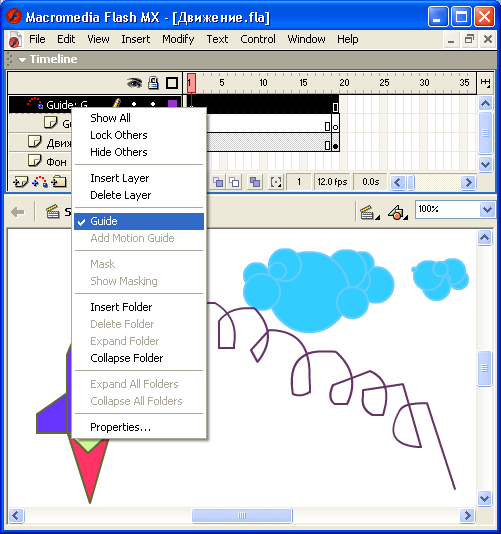 Macromedia Flash MX - [Движение.fla]
File Edit View Insert Modify Text Control Window Help
Timeline
1 5 10 15 20 25 30 35
Guide: G
Show All
G
Lock Others
Движ
Hide Others
Фон
Insert Layer
1 12.0 fps 0.0s
Delete Layer
S
100%
Guide
Add Motion Guide
Mask
Show Masking
Insert Folder
Delete Folder
Expand Folder
Collapse Folder
Expand All Folders
Collapse All Folders
Properties...